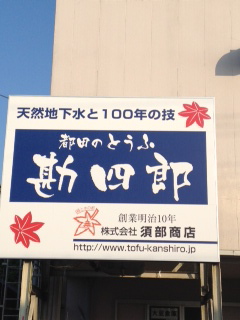 天然地下水と100年の技
都田のとうふ
勘四郎
創業明治10年
株式会社 須部商店
http://www.tofu-kanshiro.jp